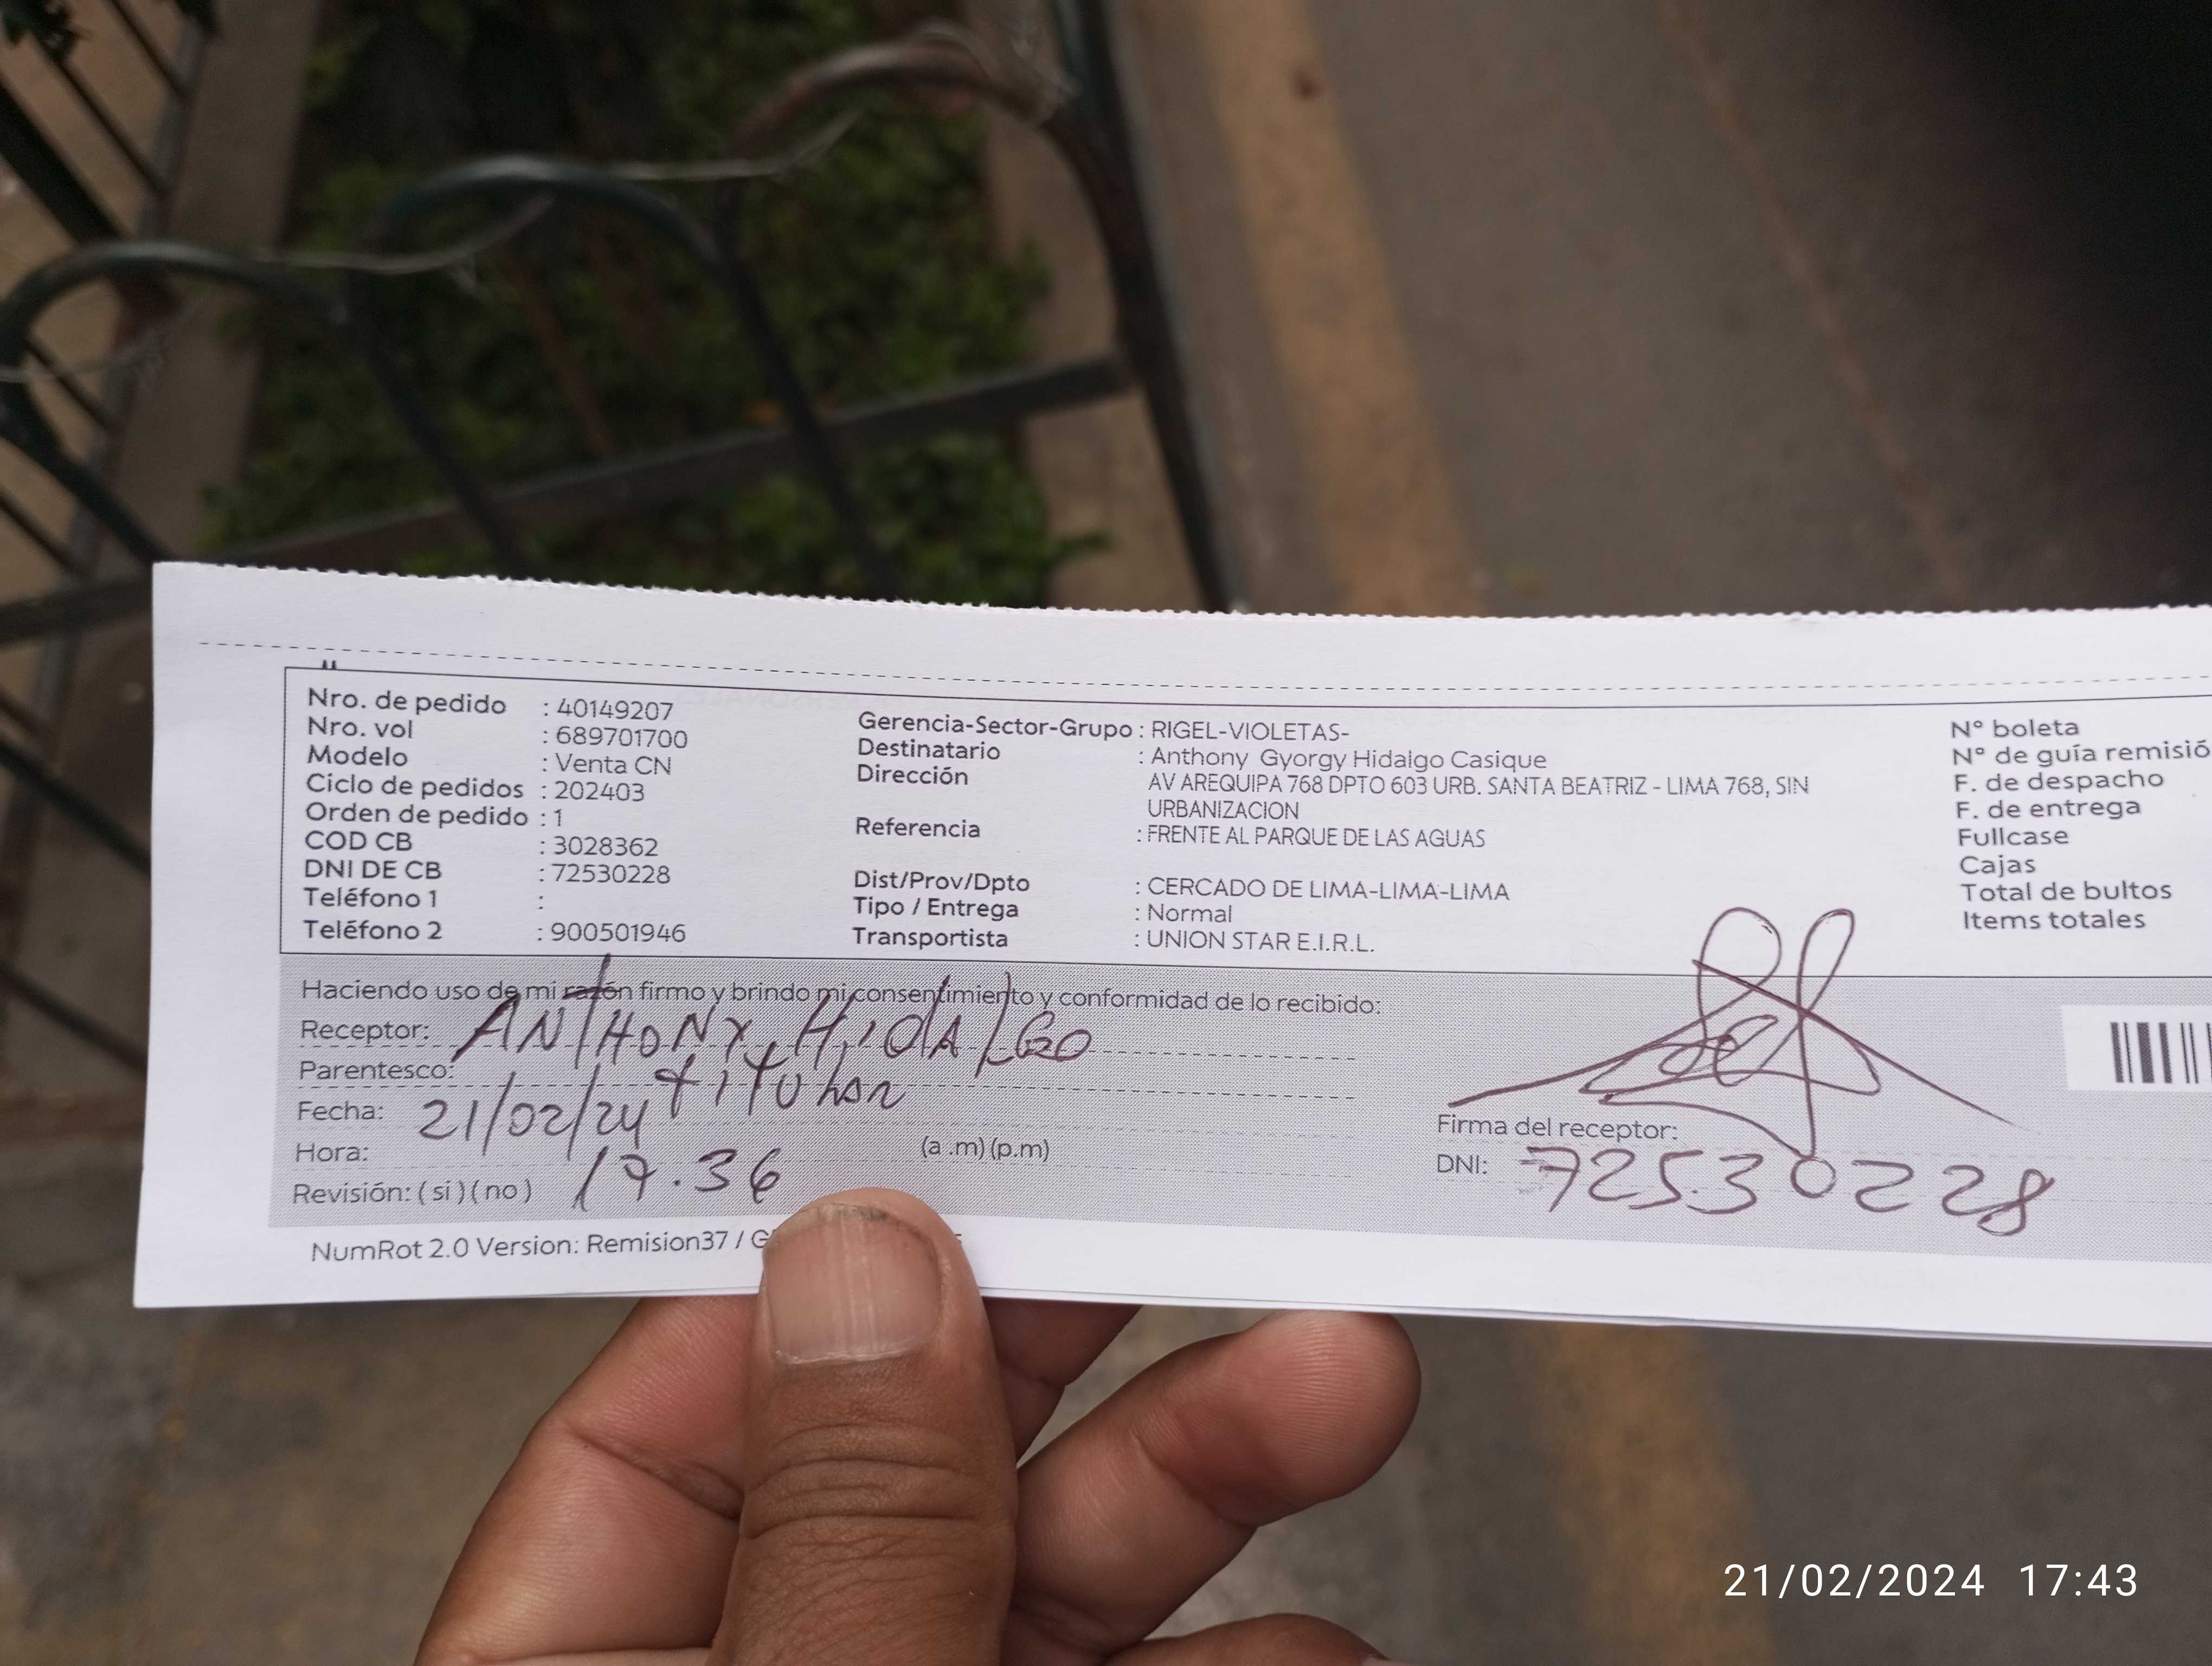 Nro. de pedido : 40149207
Nro. vol : 689701700
Modelo : Venta CN
Ciclo de pedidos : 202403
Orden de pedido : 1
COD CB : 3028362
DNI DE CB : 72530228
Teléfono 1 :
Teléfono 2 : 900501946
Gerencia-Sector-Grupo : RIGEL-VIOLETAS-
Destinatario : Anthony Gyorgy Hidalgo Casique
Dirección AV AREQUIPA 768 DPTO 603 URB. SANTA BEATRIZ - LIMA 768, SIN
URBANIZACION
Referencia : FRENTE AL PARQUE DE LAS AGUAS
Dist/Prov/Dpto : CERCADO DE LIMA-LIMA-LIMA
Tipo / Entrega : Normal
Transportista : UNION STAR E.I.R.L.
N° boleta
N° de guía remisió
F. de despacho
F. de entrega
Fullcase
Cajas
Total de bultos
Items totales
Haciendo uso de mi razón firmo y brindo mi consentimiento y conformidad de lo recibido:
Receptor: ANTHONY HIDALGO
Parentesco: titular
Fecha: 21/02/24
Hora: 17.36 (a .m) (p.m)
Revisión: ( si ) ( no )
Firma del receptor:
DNI: 72530228
NumRot 2.0 Version: Remision37 / G
21/02/2024 17:43